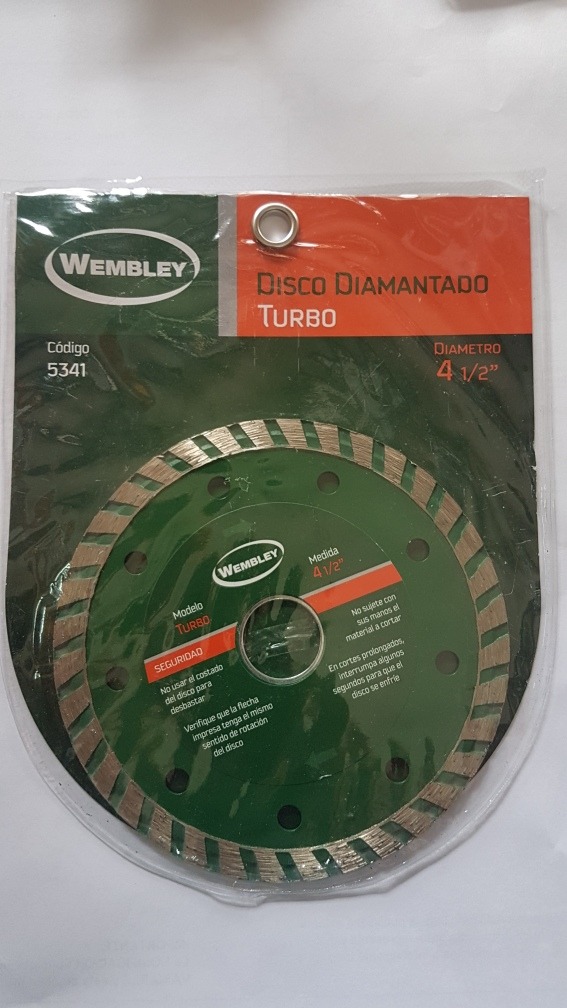 WEMBLEY
DISCO DIAMANTADO
TURBO
Código
5341
DIAMETRO
4 1/2”
WEMBLEY
Modelo
TURBO
Medida
4 1/2”
SEGURIDAD
No usar el costado
del disco para
desbastar
Verifique que la flecha
impresa tenga el mismo
sentido de rotación
del disco
No sujete con
sus manos el
material a cortar
En cortes prolongados,
interrumpa algunos
segundos para que el
disco se enfríe